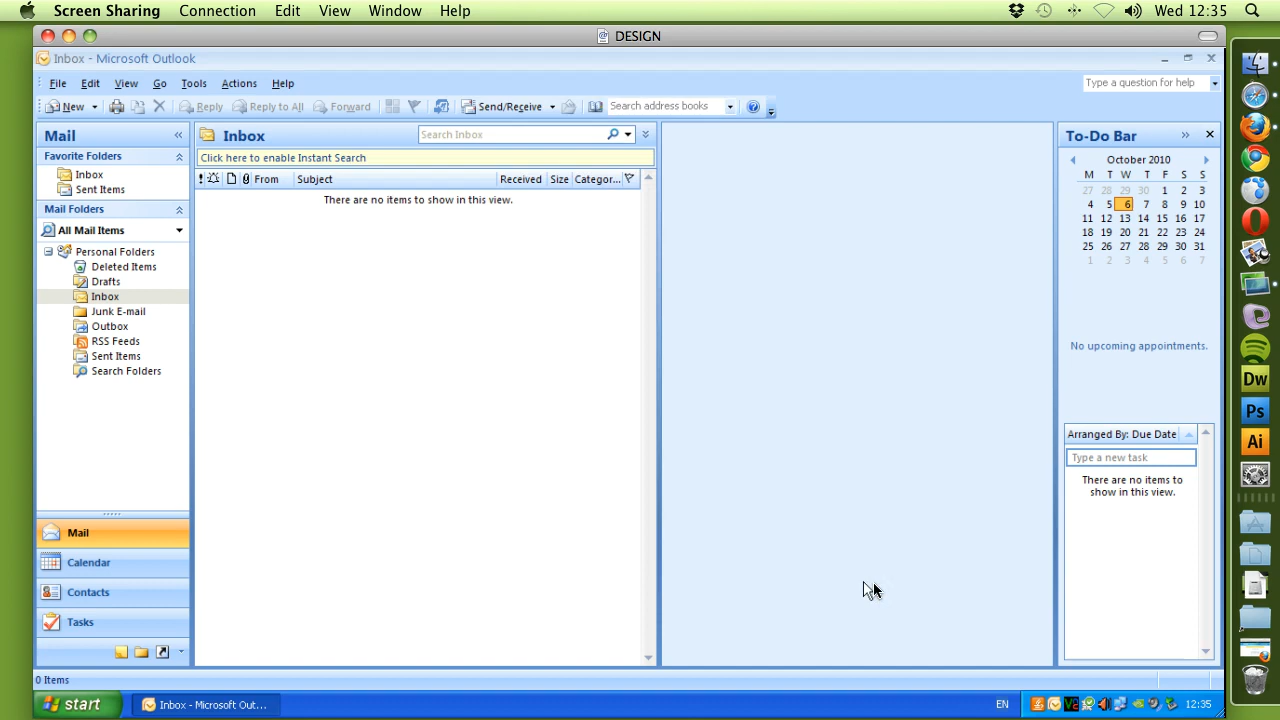 Screen Sharing Connection Edit View Window Help Wed 12:35
DESIGN
Inbox - Microsoft Outlook
File Edit View Go Tools Actions Help Type a question for help
New Reply Reply to All Forward Send/Receive Search address books
Mail
Favorite Folders
Inbox
Sent Items
Mail Folders
All Mail Items
Personal Folders
Deleted Items
Drafts
Inbox
Junk E-mail
Outbox
RSS Feeds
Sent Items
Search Folders
Mail
Calendar
Contacts
Tasks
Inbox Search Inbox
Click here to enable Instant Search
From Subject Received Size Categor...
There are no items to show in this view.
To-Do Bar
October 2010
M T W T F S S
27 28 29 30 1 2 3
4 5 6 7 8 9 10
11 12 13 14 15 16 17
18 19 20 21 22 23 24
25 26 27 28 29 30 31
1 2 3 4 5 6 7
No upcoming appointments.
Arranged By: Due Date
Type a new task
There are no items to
show in this view.
Dw
Ps
Ai
0 Items
start Inbox - Microsoft Out... EN 12:35